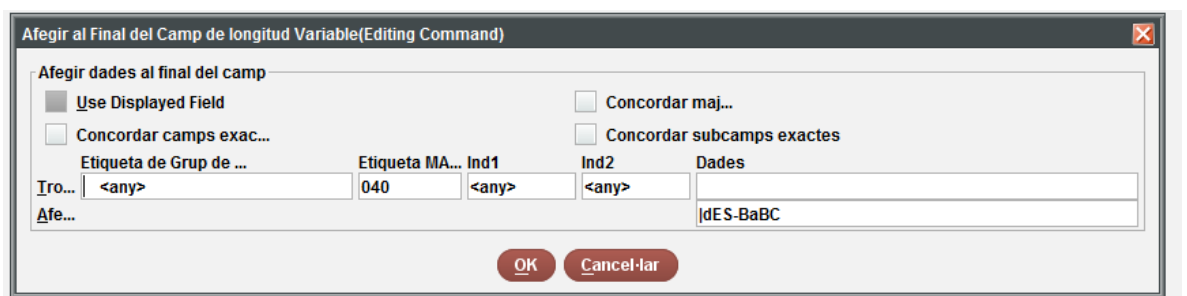 Afegir al Final del Camp de longitud Variable(Editing Command)
Afegir dades al final del camp
Use Displayed Field Concordar maj...
Concordar camps exac... Concordar subcamps exactes
Etiqueta de Grup de ... Etiqueta MA... Ind1 Ind2 Dades
Tro... <any> 040 <any> <any>
Afe... |dES-BaBC
OK Cancel·lar